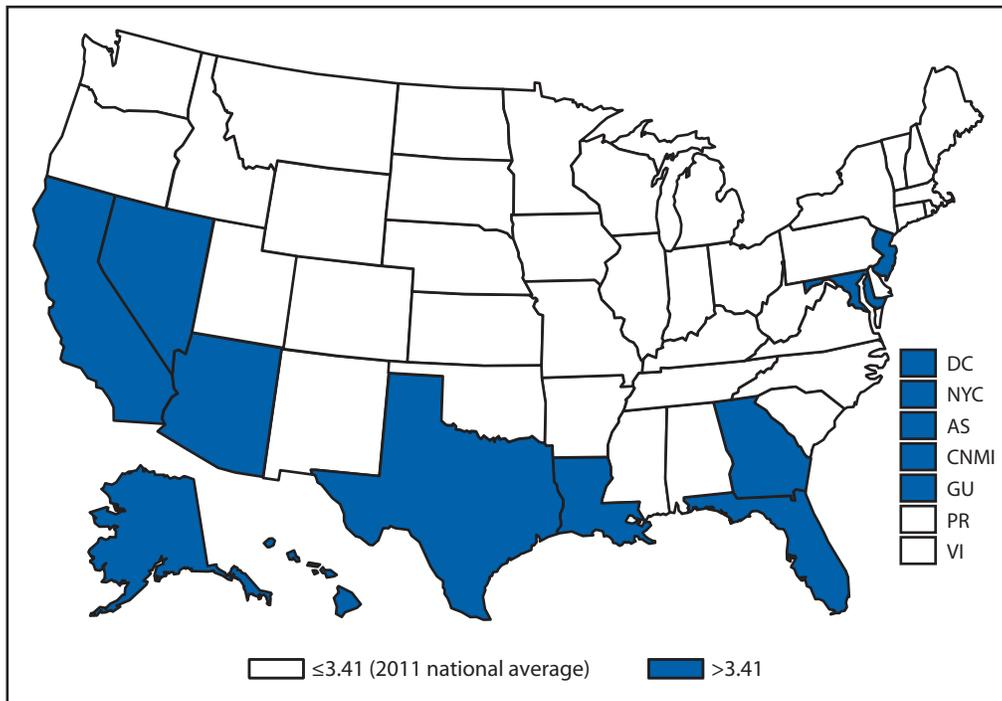 DC
NYC
AS
CNMI
GU
PR
VI
≤3.41 (2011 national average) >3.41